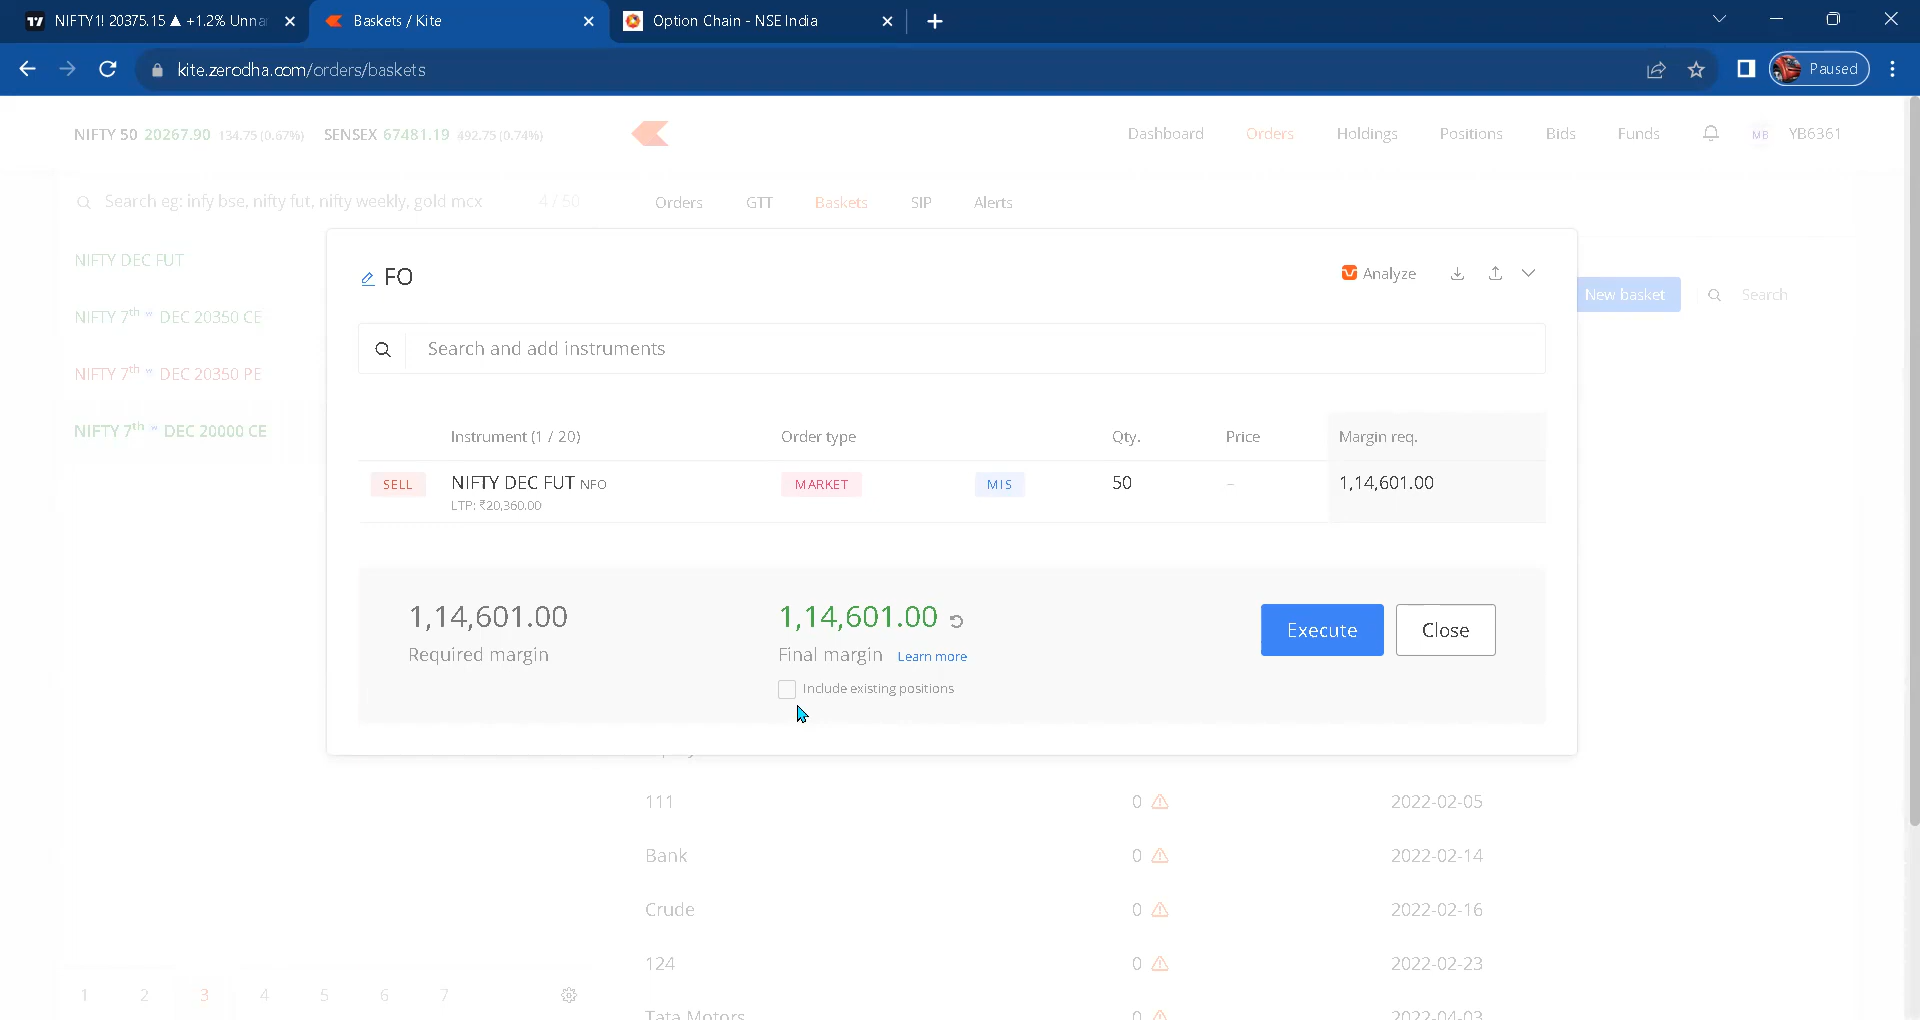 NIFTY1! 20375.15 ▲ +1.2% Unna
Baskets / Kite
Option Chain - NSE India
kite.zerodha.com/orders/baskets
Paused
NIFTY 50 20267.90 134.75 (0.67%) SENSEX 67481.19 492.75 (0.74%)
Dashboard Orders Holdings Positions Bids Funds MB YB6361
Search eg: infy bse, nifty fut, nifty weekly, gold mcx 4 / 50
Orders GTT Baskets SIP Alerts
NIFTY DEC FUT
NIFTY 7th w DEC 20350 CE
NIFTY 7th w DEC 20350 PE
NIFTY 7th w DEC 20000 CE
FO
Analyze
New basket Search
Search and add instruments
Instrument (1 / 20) Order type Qty. Price Margin req.
SELL NIFTY DEC FUT NFO MARKET MIS 50 – 1,14,601.00
LTP: ₹20,360.00
1,14,601.00 1,14,601.00
Required margin Final margin Learn more
Include existing positions
Execute Close
111 0 2022-02-05
Bank 0 2022-02-14
Crude 0 2022-02-16
124 0 2022-02-23
Tata Motors 0 2022-04-03
1 2 3 4 5 6 7